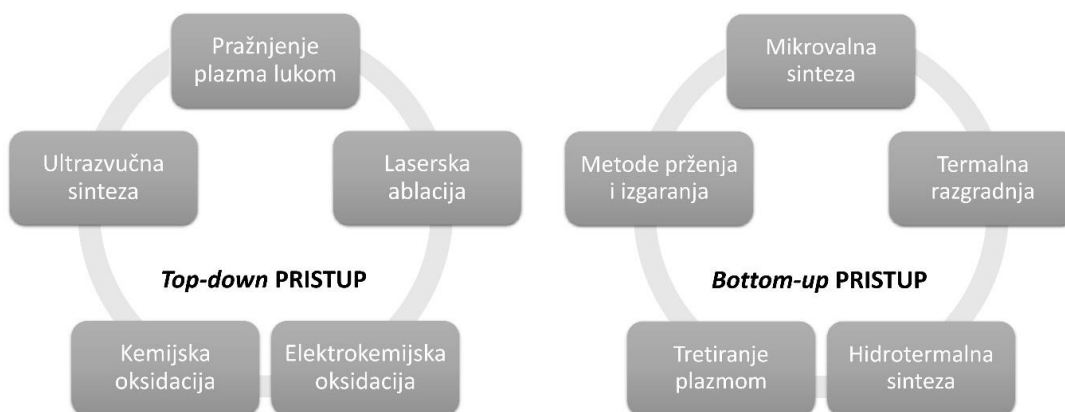 Pražnjenje
plazma lukom
Ultrazvučna
sinteza
Laserska
ablacija
Top-down PRISTUP
Kemijska
oksidacija
Elektrokemijska
oksidacija
Mikrovalna
sinteza
Metode prženja
i izgaranja
Termalna
razgradnja
Bottom-up PRISTUP
Tretiranje
plazmom
Hidrotermalna
sinteza